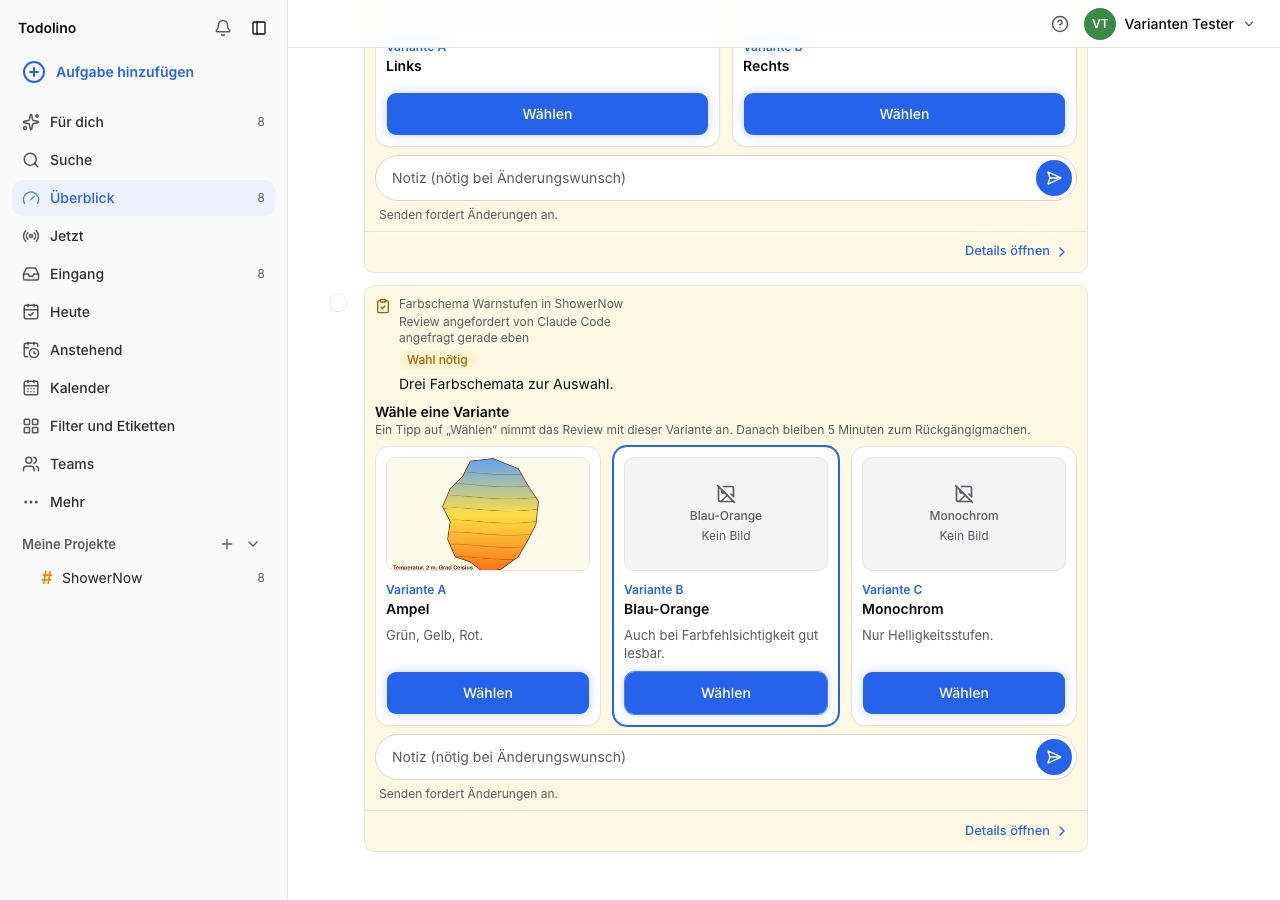 Todolino
Aufgabe hinzufügen
Für dich 8
Suche
Überblick 8
Jetzt
Eingang 8
Heute
Anstehend
Kalender
Filter und Etiketten
Teams
Mehr
Meine Projekte
# ShowerNow 8
VT Varianten Tester
Variante A
Links
Wählen
Variante B
Rechts
Wählen
Notiz (nötig bei Änderungswunsch)
Senden fordert Änderungen an.
Details öffnen
Farbschema Warnstufen in ShowerNow
Review angefordert von Claude Code
angefragt gerade eben
Wahl nötig
Drei Farbschemata zur Auswahl.
Wähle eine Variante
Ein Tipp auf „Wählen“ nimmt das Review mit dieser Variante an. Danach bleiben 5 Minuten zum Rückgängigmachen.
Temperatur, 2 m, Grad Celsius
Variante A
Ampel
Grün, Gelb, Rot.
Wählen
Blau-Orange
Kein Bild
Variante B
Blau-Orange
Auch bei Farbfehlsichtigkeit gut
lesbar.
Wählen
Monochrom
Kein Bild
Variante C
Monochrom
Nur Helligkeitsstufen.
Wählen
Notiz (nötig bei Änderungswunsch)
Senden fordert Änderungen an.
Details öffnen